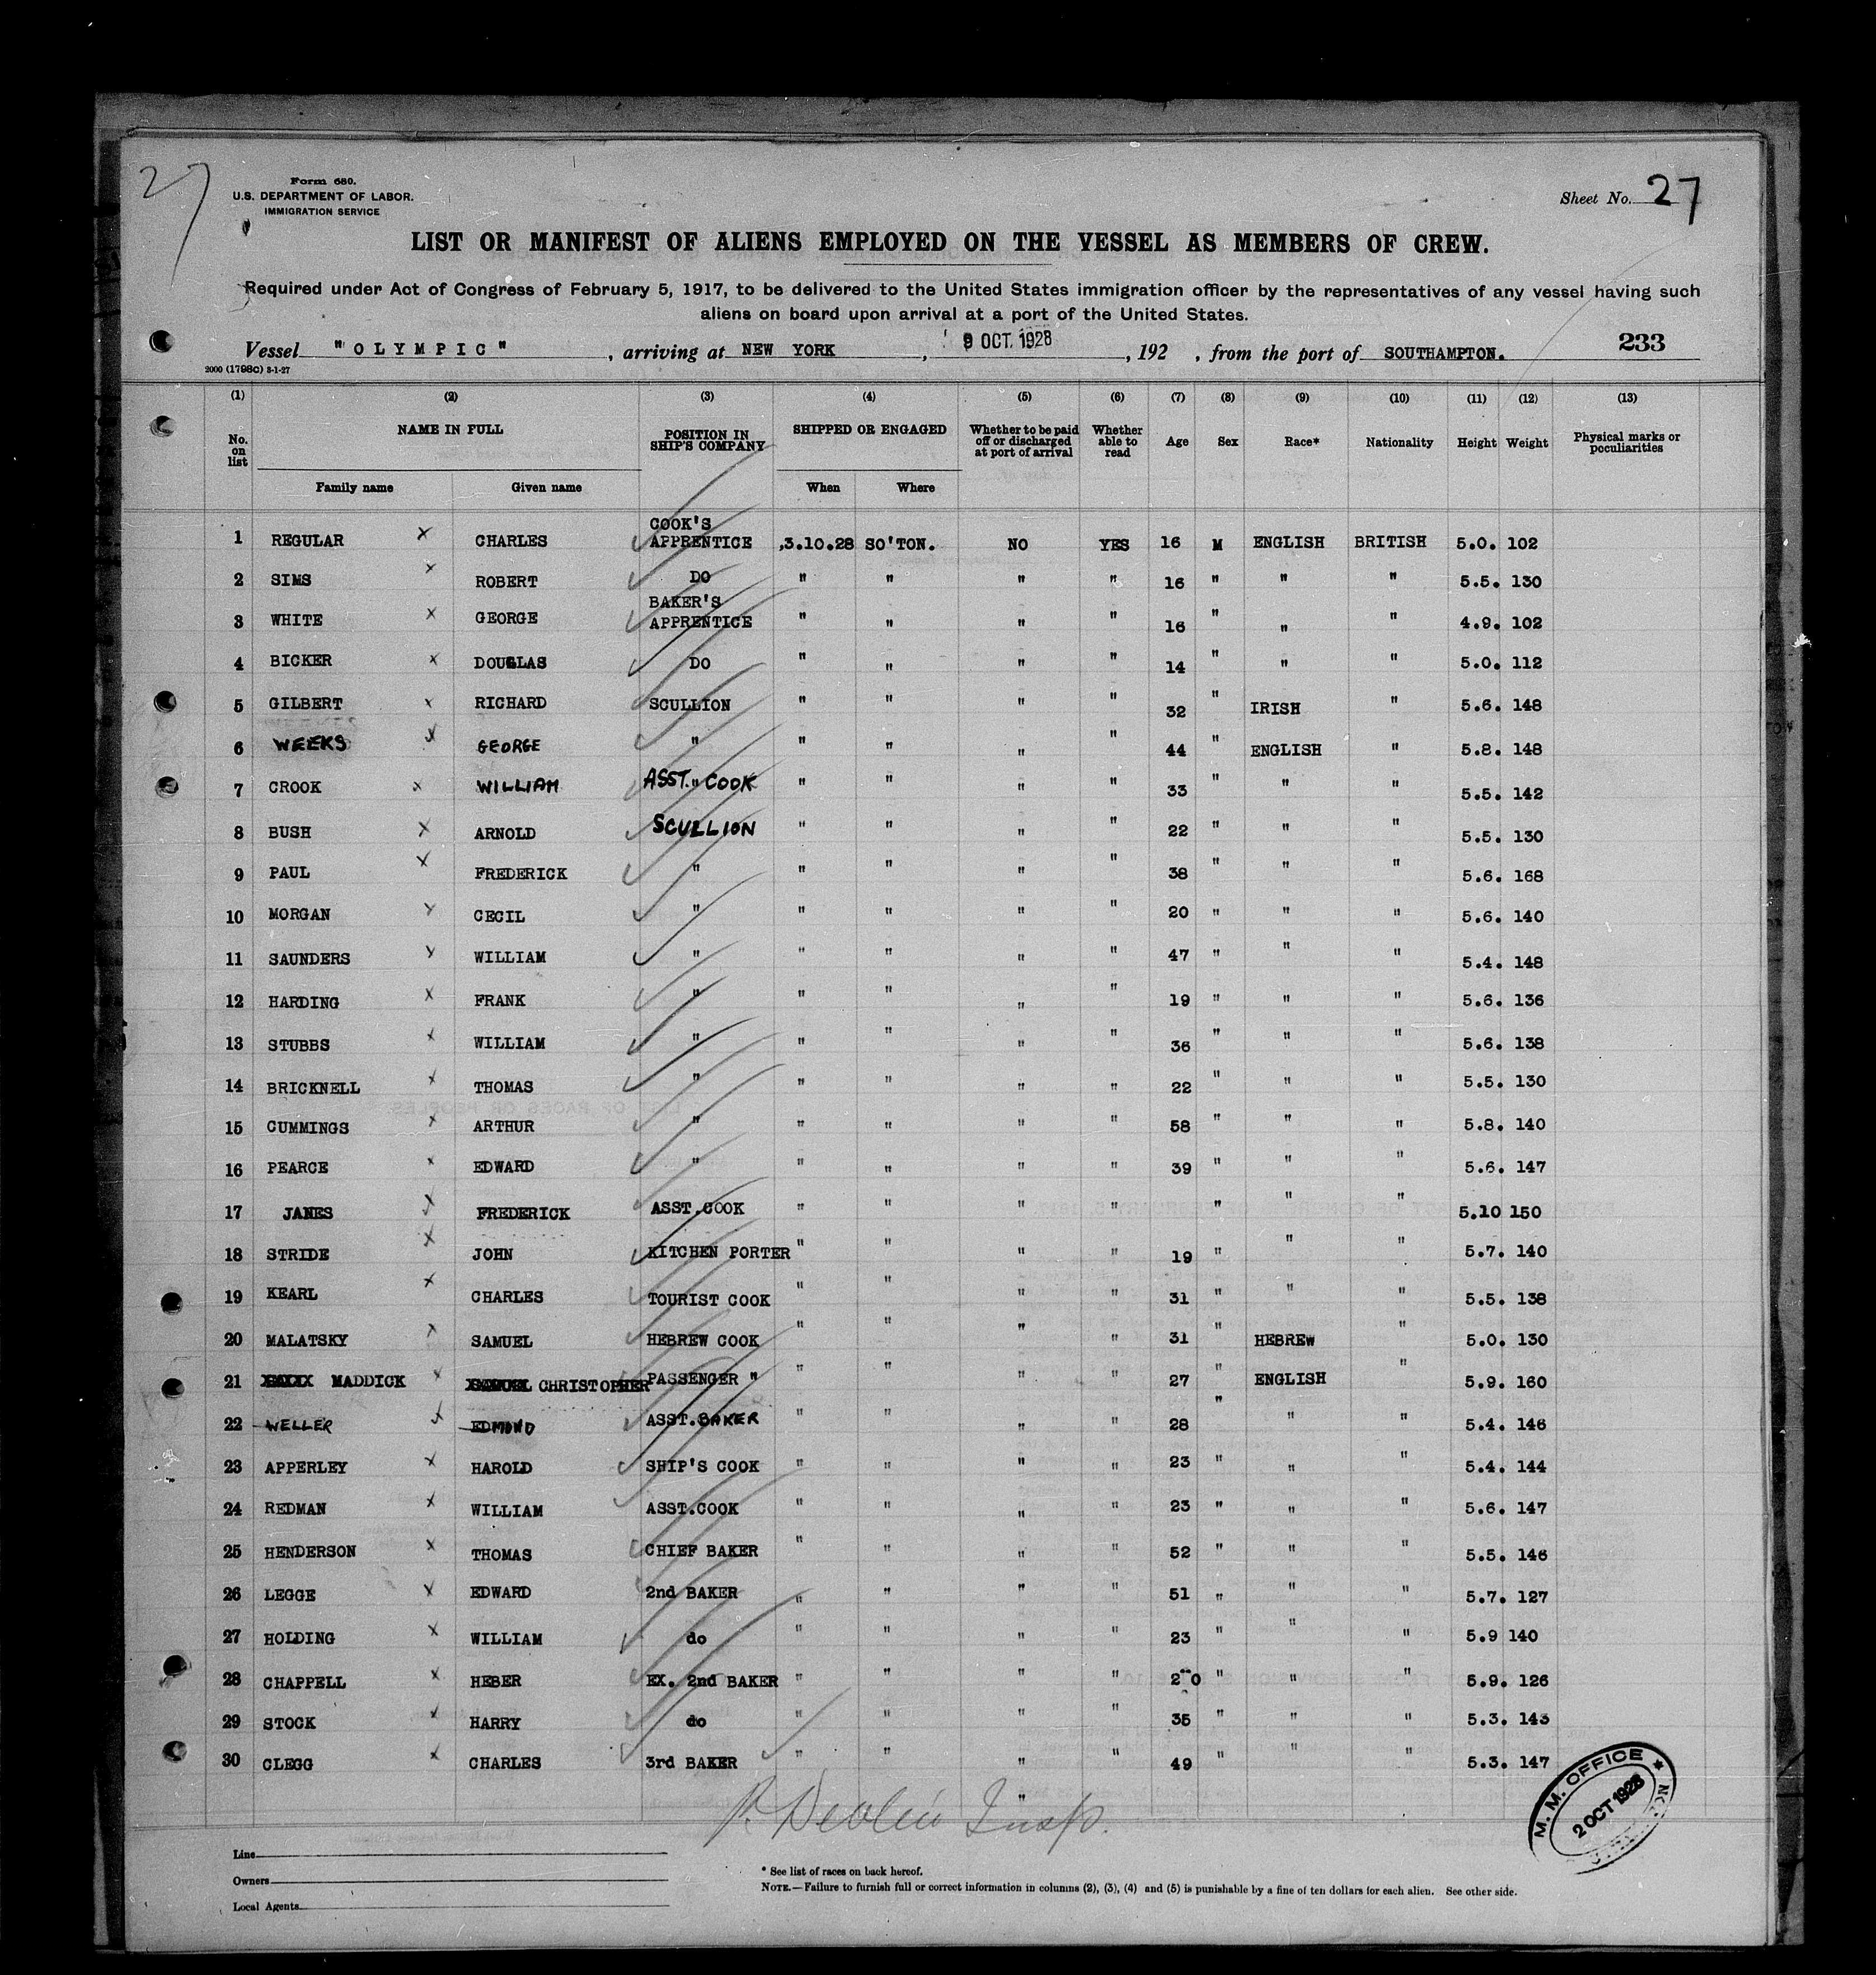 27
Form 680.
U.S. DEPARTMENT OF LABOR.
IMMIGRATION SERVICE
Sheet No. 27
LIST OR MANIFEST OF ALIENS EMPLOYED ON THE VESSEL AS MEMBERS OF CREW.
Required under Act of Congress of February 5, 1917, to be delivered to the United States immigration officer by the representatives of any vessel having such
aliens on board upon arrival at a port of the United States.
Vessel "OLYMPIC", arriving at NEW YORK, 9 OCT. 1928, 192 , from the port of SOUTHAMPTON. 233
2000 (1798c) 3-1-27
(1) (2) (3) (4) (5) (6) (7) (8) (9) (10) (11) (12) (13)
No. on list NAME IN FULL POSITION IN SHIP'S COMPANY SHIPPED OR ENGAGED Whether to be paid off or discharged at port of arrival Whether able to read Age Sex Race* Nationality Height Weight Physical marks or peculiarities
Family name Given name When Where
1 REGULAR x CHARLES COOK'S APPRENTICE 3.10.28 SO'TON. NO YES 16 M ENGLISH BRITISH 5.0. 102
2 SIMS x ROBERT DO " " " " 16 " " " 5.5. 130
3 WHITE x GEORGE BAKER'S APPRENTICE " " " " 16 " " " 4.9. 102
4 BICKER x DOUGLAS DO " " " " 14 " " " 5.0. 112
5 GILBERT x RICHARD SCULLION " " " " 32 " IRISH " 5.6. 148
6 WEEKS x GEORGE " " " " " 44 " ENGLISH " 5.8. 148
7 CROOK x WILLIAM ASST." COOK " " " " 33 " " " 5.5. 142
8 BUSH x ARNOLD SCULLION " " " " 22 " " " 5.5. 130
9 PAUL x FREDERICK " " " " " 38 " " " 5.6. 168
10 MORGAN x CECIL " " " " " 20 " " " 5.6. 140
11 SAUNDERS x WILLIAM " " " " " 47 " " " 5.4. 148
12 HARDING x FRANK " " " " " 19 " " " 5.6. 136
13 STUBBS x WILLIAM " " " " " 36 " " " 5.6. 138
14 BRICKNELL x THOMAS " " " " " 22 " " " 5.5. 130
15 CUMMINGS x ARTHUR " " " " " 58 " " " 5.8. 140
16 PEARCE x EDWARD " " " " " 39 " " " 5.6. 147
17 JANES x FREDERICK ASST.COOK " " " " " " " 5.10 150
18 STRIDE x JOHN KITCHEN PORTER " " " " 19 " " " 5.7. 140
19 KEARL x CHARLES TOURIST COOK " " " " 31 " " " 5.5. 138
20 MALATSKY x SAMUEL HEBREW COOK " " " " 31 " HEBREW " 5.0. 130
21 MADDICK x CHRISTOPHER PASSENGER " " " " " 27 " ENGLISH " 5.9. 160
22 WELLER x EDMUND ASST.BAKER " " " " 28 " " " 5.4. 146
23 APPERLEY x HAROLD SHIP'S COOK " " " " 23 " " " 5.4. 144
24 REDMAN x WILLIAM ASST.COOK " " " " 23 " " " 5.6. 147
25 HENDERSON x THOMAS CHIEF BAKER " " " " 52 " " " 5.5. 146
26 LEGGE x EDWARD 2nd BAKER " " " " 51 " " " 5.7. 127
27 HOLDING x WILLIAM do " " " " 23 " " " 5.9 140
28 CHAPPELL x HEBER EX. 2nd BAKER " " " " 2"0 " " " 5.9. 126
29 STOCK x HARRY do " " " " 35 " " " 5.3. 143
30 CLEGG x CHARLES 3rd BAKER " " " " 49 " " " 5.3. 147
"
R Devlin Insp.
M. M. OFFICE
2 OCT 1928
Line
Owners
Local Agents
* See list of races on back hereof.
NOTE.—Failure to furnish full or correct information in columns (2), (3), (4) and (5) is punishable by a fine of ten dollars for each alien. See other side.